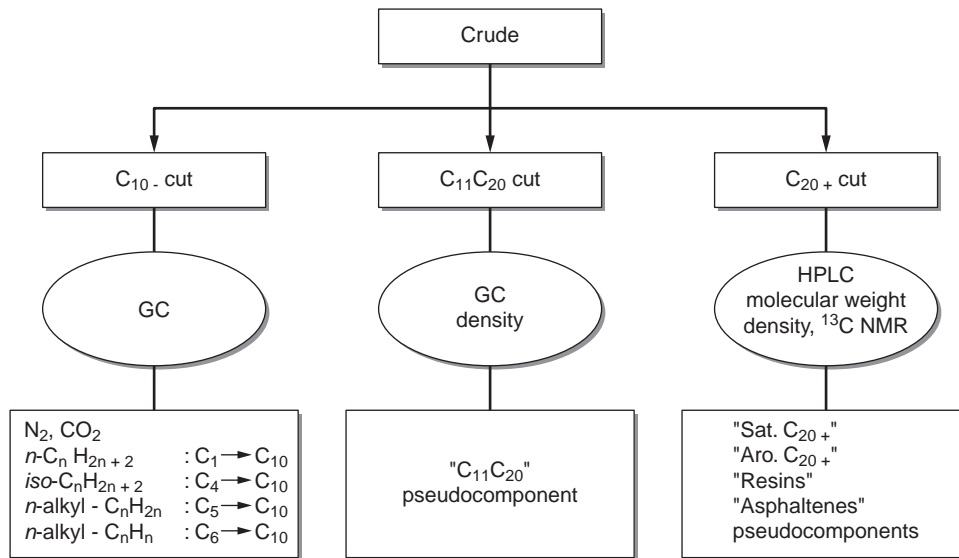 Crude
C₁₀₋ cut
C₁₁C₂₀ cut
C₂₀₊ cut
GC
GC
density
HPLC
molecular weight
density, ¹³C NMR
N₂, CO₂
n-Cₙ H₂ₙ₊₂ : C₁ → C₁₀
iso-CₙH₂ₙ₊₂ : C₄ → C₁₀
n-alkyl - CₙH₂ₙ : C₅ → C₁₀
n-alkyl - CₙHₙ : C₆ → C₁₀
"C₁₁C₂₀"
pseudocomponent
"Sat. C₂₀₊"
"Aro. C₂₀₊"
"Resins"
"Asphaltenes"
pseudocomponents